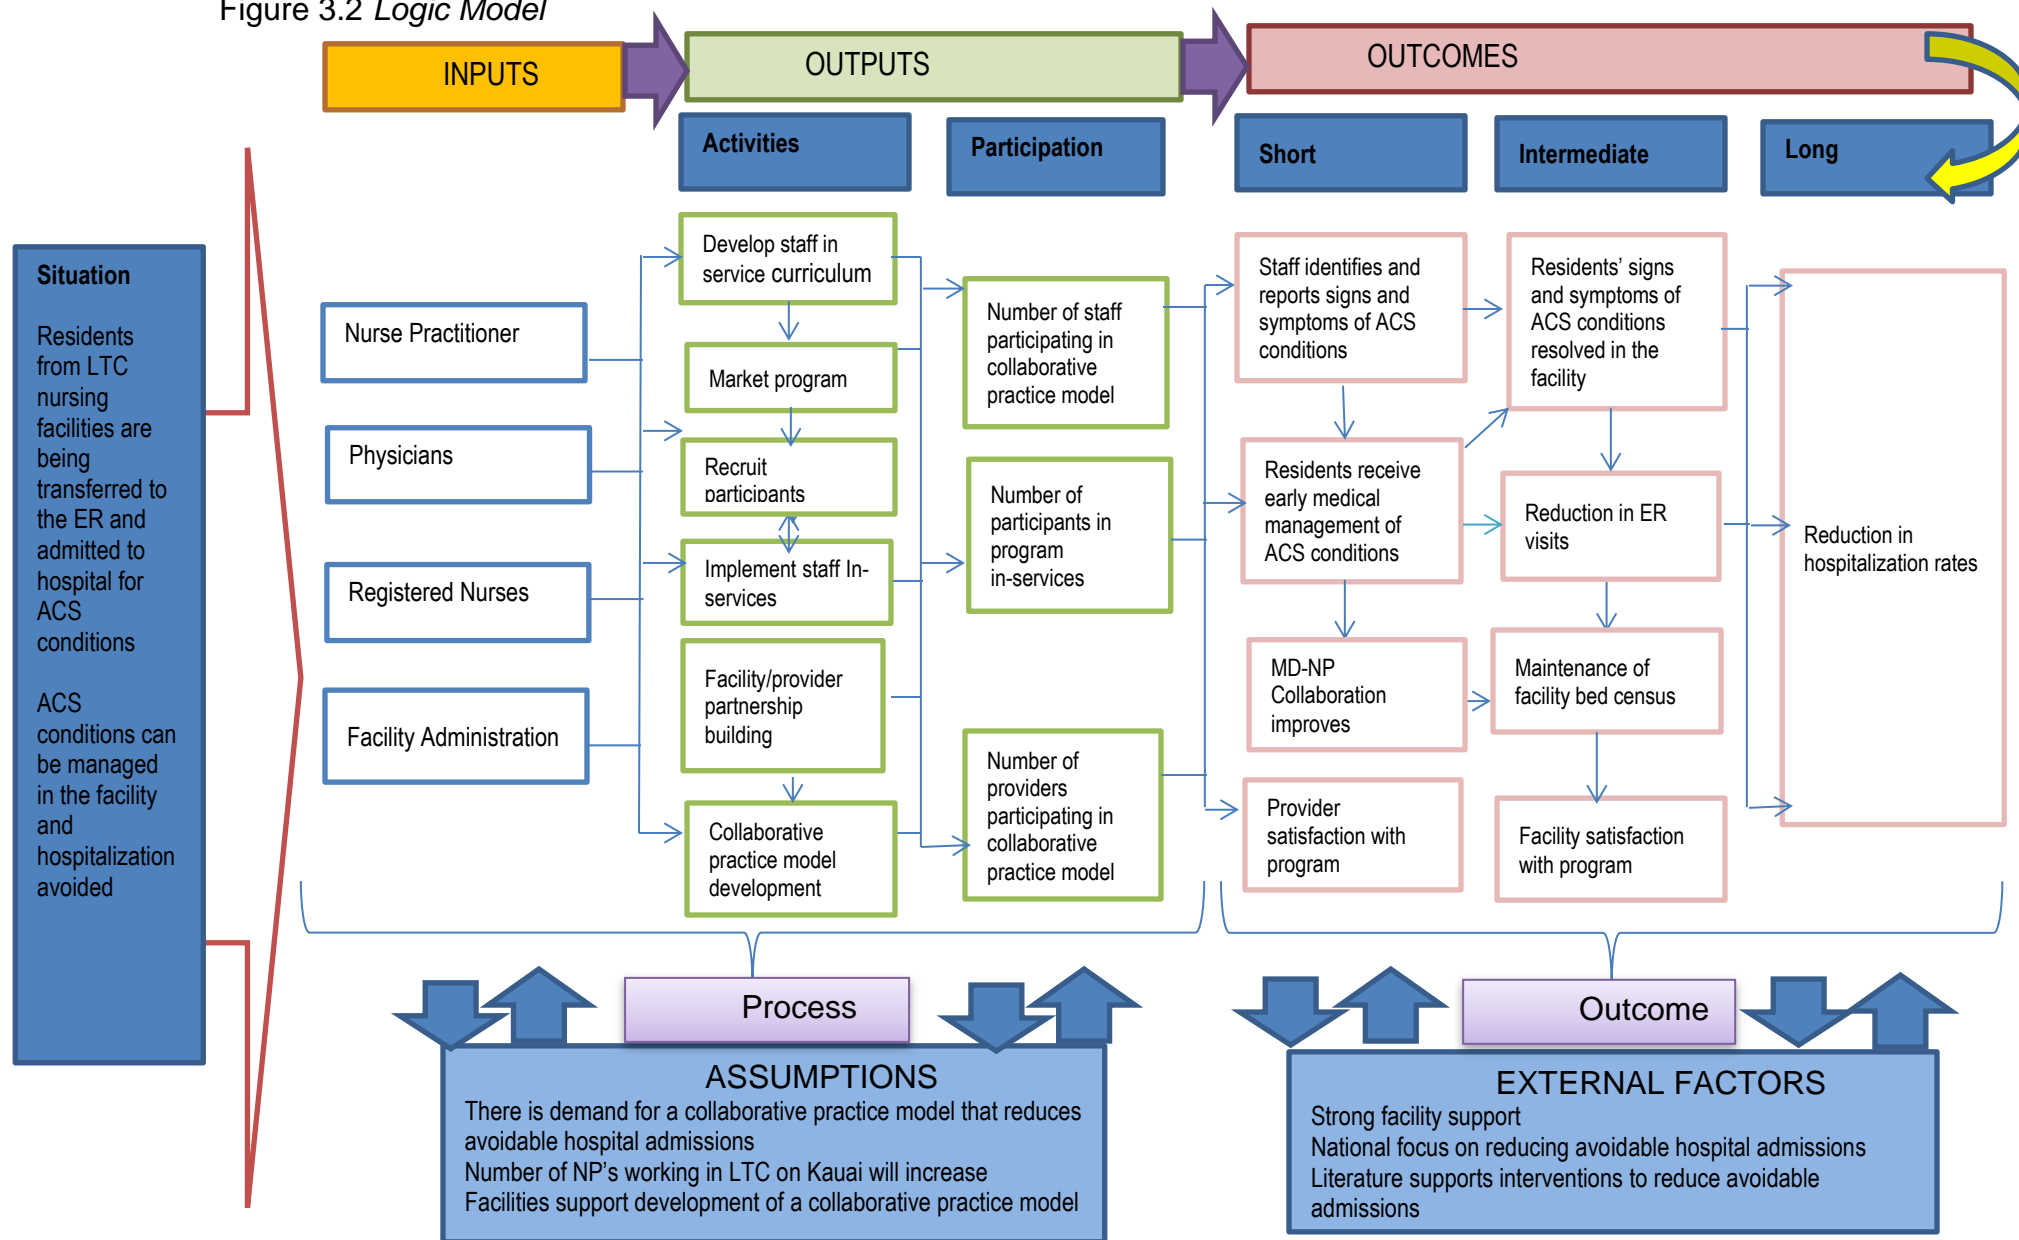 Figure 3.2 Logic Model
INPUTS
OUTPUTS
OUTCOMES
Activities
Participation
Short
Intermediate
Long
Situation
Residents
from LTC
nursing
facilities are
being
transferred to
the ER and
admitted to
hospital for
ACS
conditions
ACS
conditions can
be managed
in the facility
and
hospitalization
avoided
Nurse Practitioner
Physicians
Registered Nurses
Facility Administration
Develop staff in
service curriculum
Market program
Recruit
participants
Implement staff In-
services
Facility/provider
partnership
building
Collaborative
practice model
development
Number of staff
participating in
collaborative
practice model
Number of
participants in
program
in-services
Number of
providers
participating in
collaborative
practice model
Staff identifies and
reports signs and
symptoms of ACS
conditions
Residents receive
early medical
management of
ACS conditions
MD-NP
Collaboration
improves
Provider
satisfaction with
program
Residents’ signs
and symptoms of
ACS conditions
resolved in the
facility
Reduction in ER
visits
Maintenance of
facility bed census
Facility satisfaction
with program
Reduction in
hospitalization rates
Process
Outcome
ASSUMPTIONS
There is demand for a collaborative practice model that reduces
avoidable hospital admissions
Number of NP’s working in LTC on Kauai will increase
Facilities support development of a collaborative practice model
EXTERNAL FACTORS
Strong facility support
National focus on reducing avoidable hospital admissions
Literature supports interventions to reduce avoidable
admissions